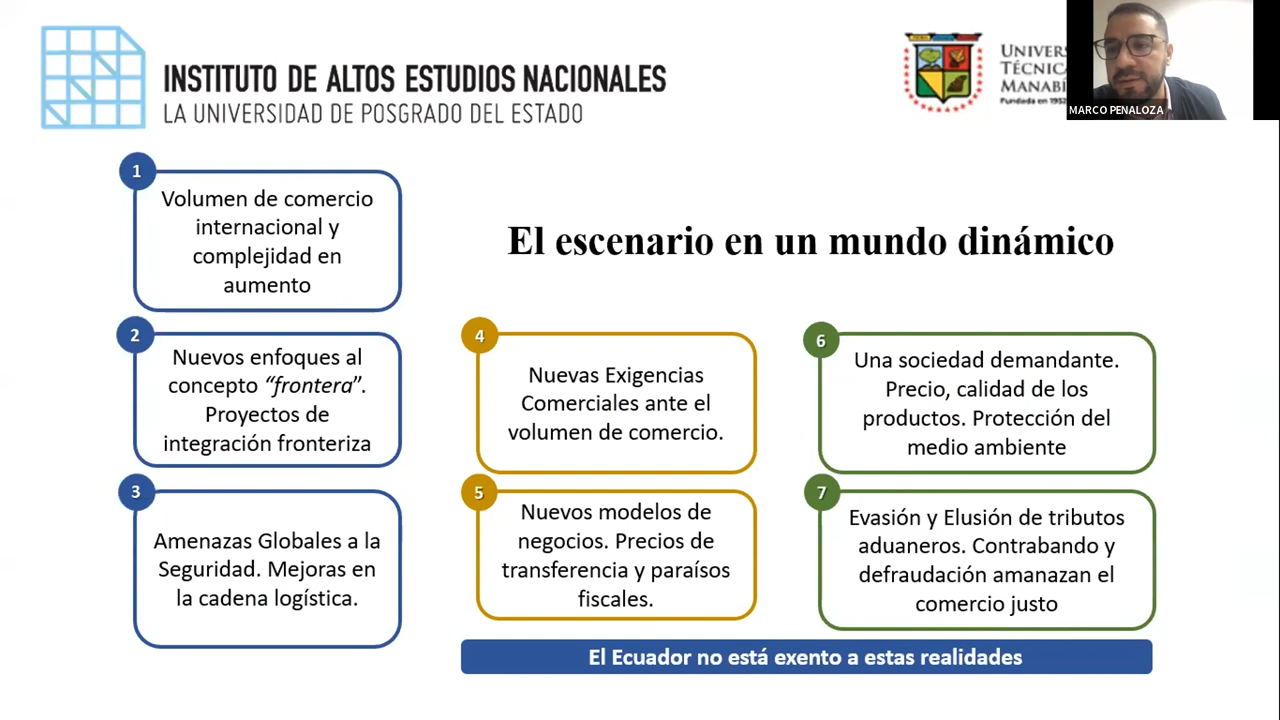 INSTITUTO DE ALTOS ESTUDIOS NACIONALES
LA UNIVERSIDAD DE POSGRADO DEL ESTADO
Fundada en 1952
MARCO PENALOZA
1
Volumen de comercio
internacional y
complejidad en
aumento
El escenario en un mundo dinámico
2
Nuevos enfoques al
concepto “frontera”.
Proyectos de
integración fronteriza
3
Amenazas Globales a la
Seguridad. Mejoras en
la cadena logística.
4
Nuevas Exigencias
Comerciales ante el
volumen de comercio.
5
Nuevos modelos de
negocios. Precios de
transferencia y paraísos
fiscales.
6
Una sociedad demandante.
Precio, calidad de los
productos. Protección del
medio ambiente
7
Evasión y Elusión de tributos
aduaneros. Contrabando y
defraudación amanazan el
comercio justo
El Ecuador no está exento a estas realidades